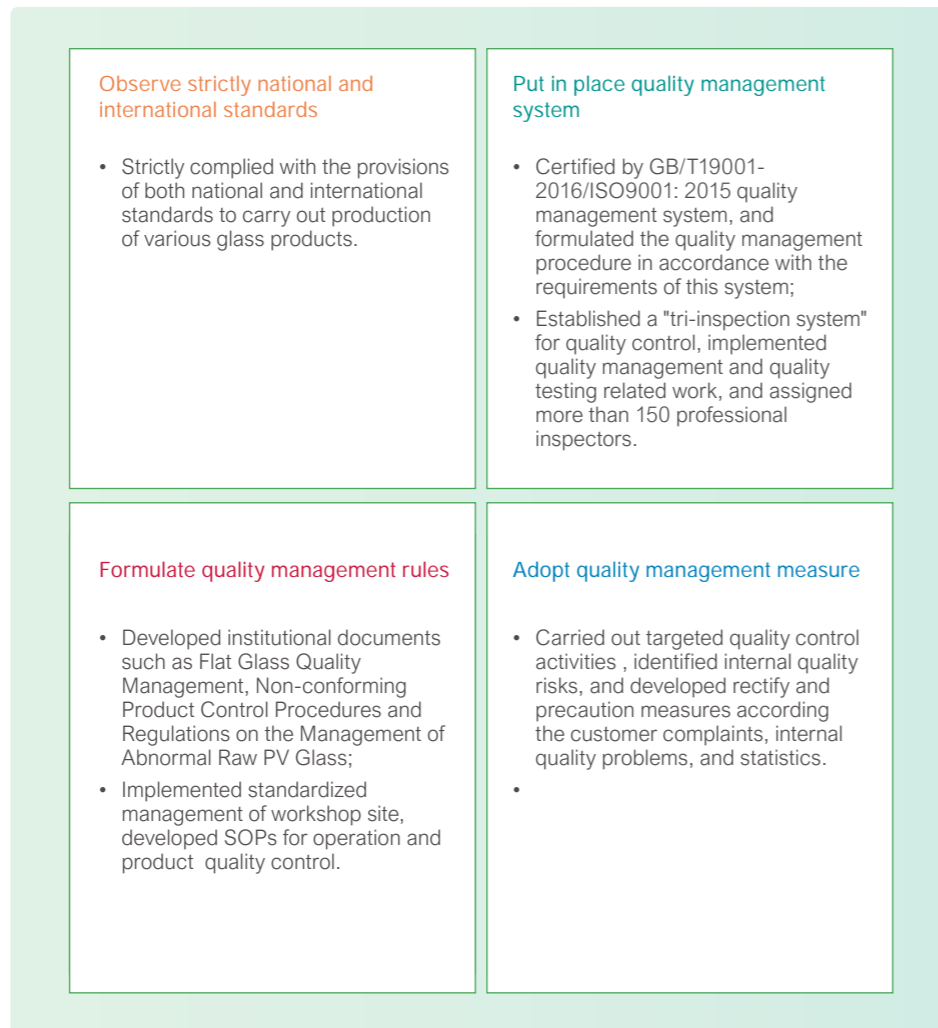 Observe strictly national and
international standards
• Strictly complied with the provisions
of both national and international
standards to carry out production
of various glass products.
Put in place quality management
system
• Certified by GB/T19001-
2016/ISO9001: 2015 quality
management system, and
formulated the quality management
procedure in accordance with the
requirements of this system;
• Established a "tri-inspection system"
for quality control, implemented
quality management and quality
testing related work, and assigned
more than 150 professional
inspectors.
Formulate quality management rules
• Developed institutional documents
such as Flat Glass Quality
Management, Non-conforming
Product Control Procedures and
Regulations on the Management of
Abnormal Raw PV Glass;
• Implemented standardized
management of workshop site,
developed SOPs for operation and
product  quality control.
Adopt quality management measure
• Carried out targeted quality control
activities , identified internal quality
risks, and developed rectify and
precaution measures according
the customer complaints, internal
quality problems, and statistics.
•